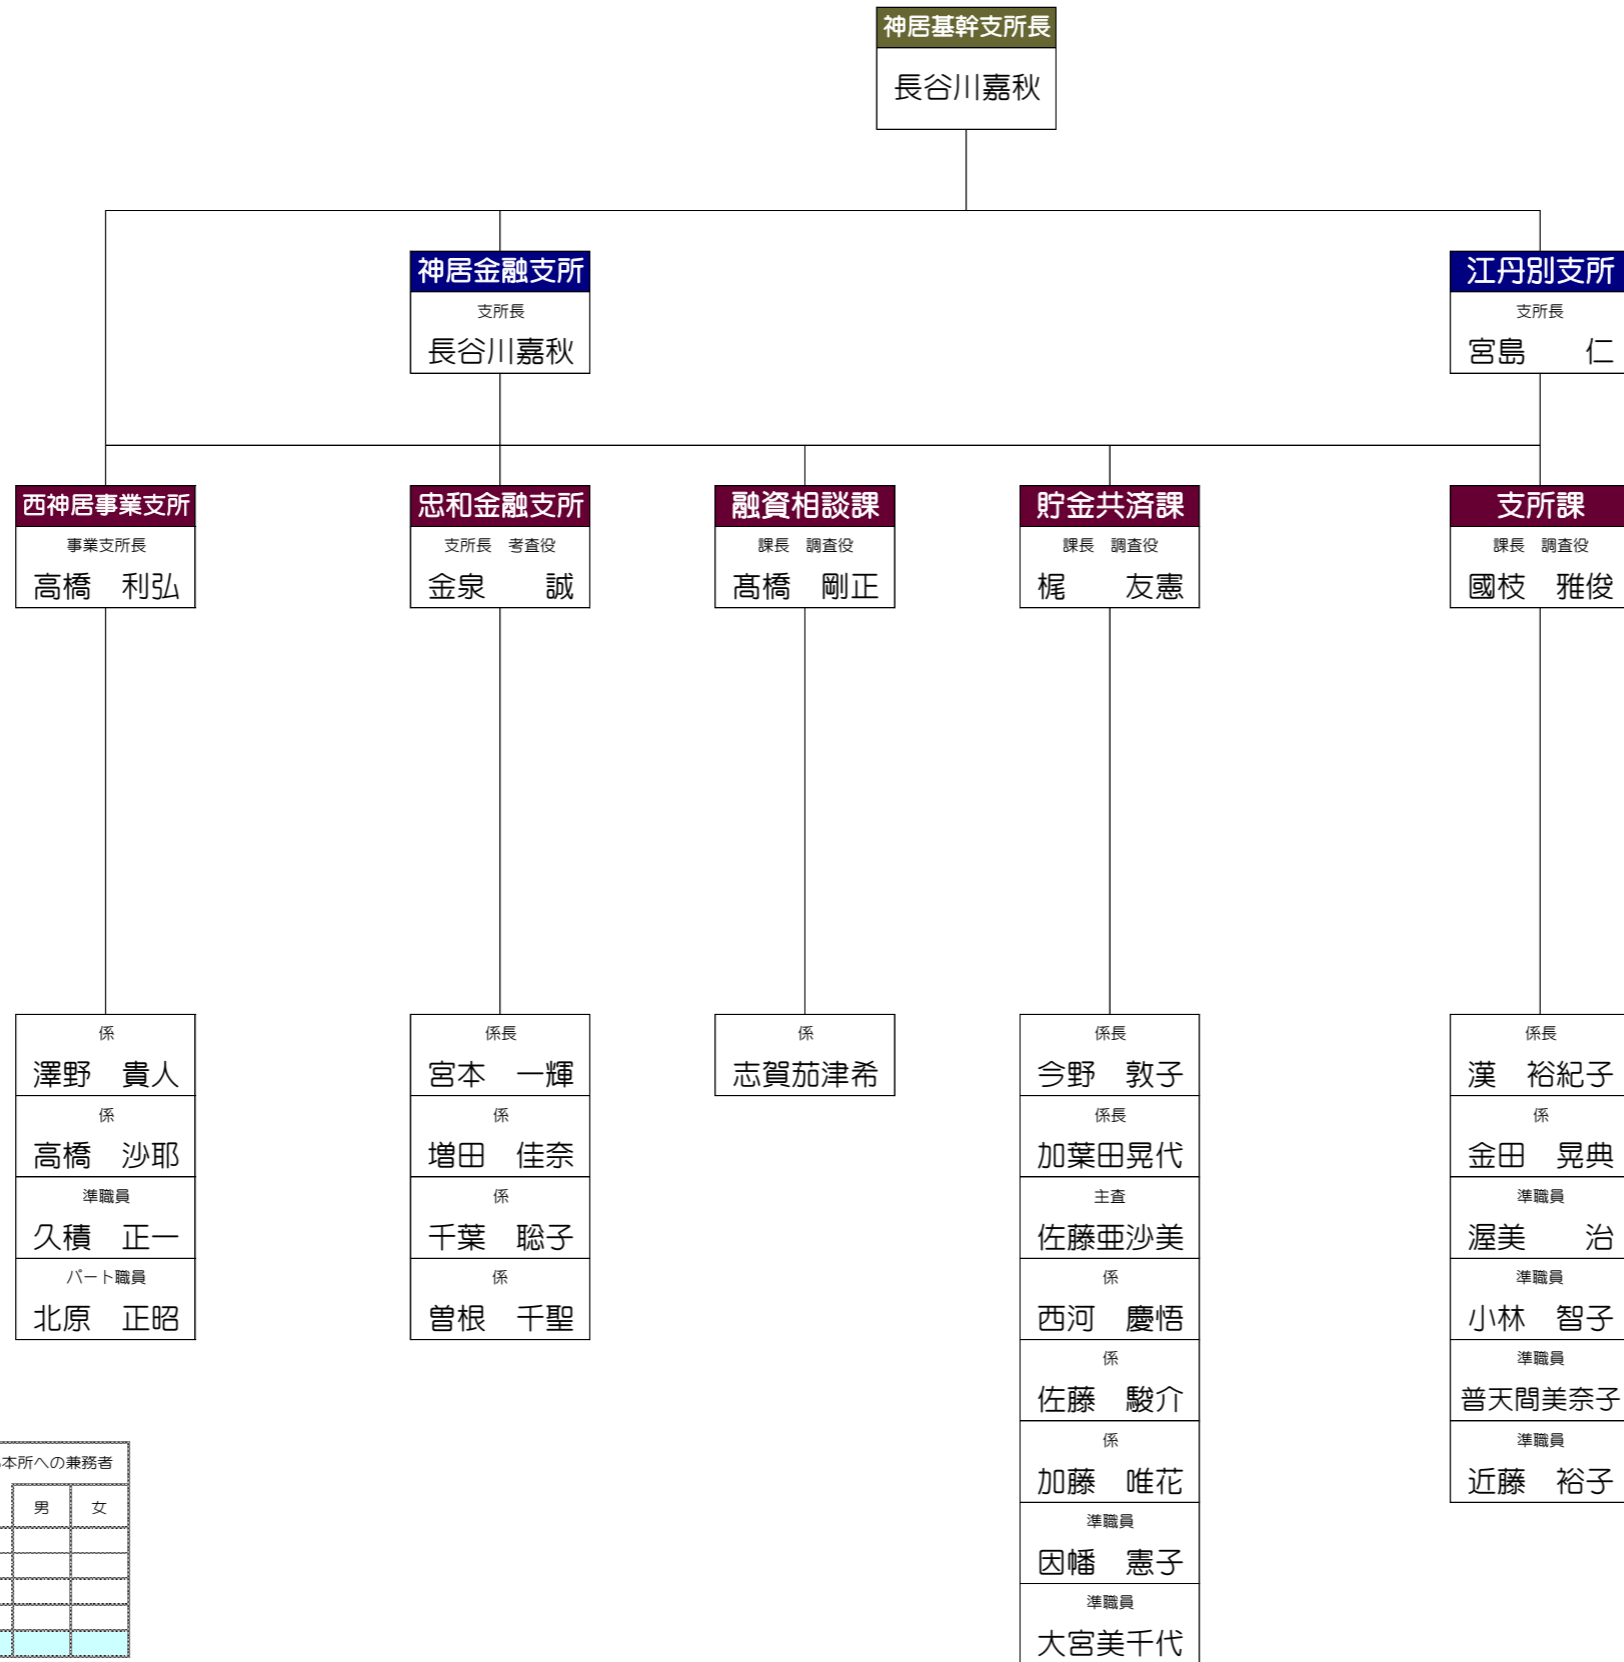 神居基幹支所長
長谷川嘉秋
神居金融支所
支所長
長谷川嘉秋
江丹別支所
支所長
宮島　仁
西神居事業支所
事業支所長
高橋　利弘
忠和金融支所
支所長　考査役
金泉　誠
融資相談課
課長　調査役
髙橋　剛正
貯金共済課
課長　調査役
梶　友憲
支所課
課長　調査役
國枝　雅俊
係
澤野　貴人
係
高橋　沙耶
準職員
久積　正一
パート職員
北原　正昭
係長
宮本　一輝
係
増田　佳奈
係
千葉　聡子
係
曽根　千聖
係
志賀茄津希
係長
今野　敦子
係長
加葉田晃代
主査
佐藤亜沙美
係
西河　慶悟
係
佐藤　駿介
係
加藤　唯花
準職員
因幡　憲子
準職員
大宮美千代
係長
漢　裕紀子
係
金田　晃典
準職員
渥美　治
準職員
小林　智子
準職員
普天間美奈子
準職員
近藤　裕子
本所への兼務者
男　女